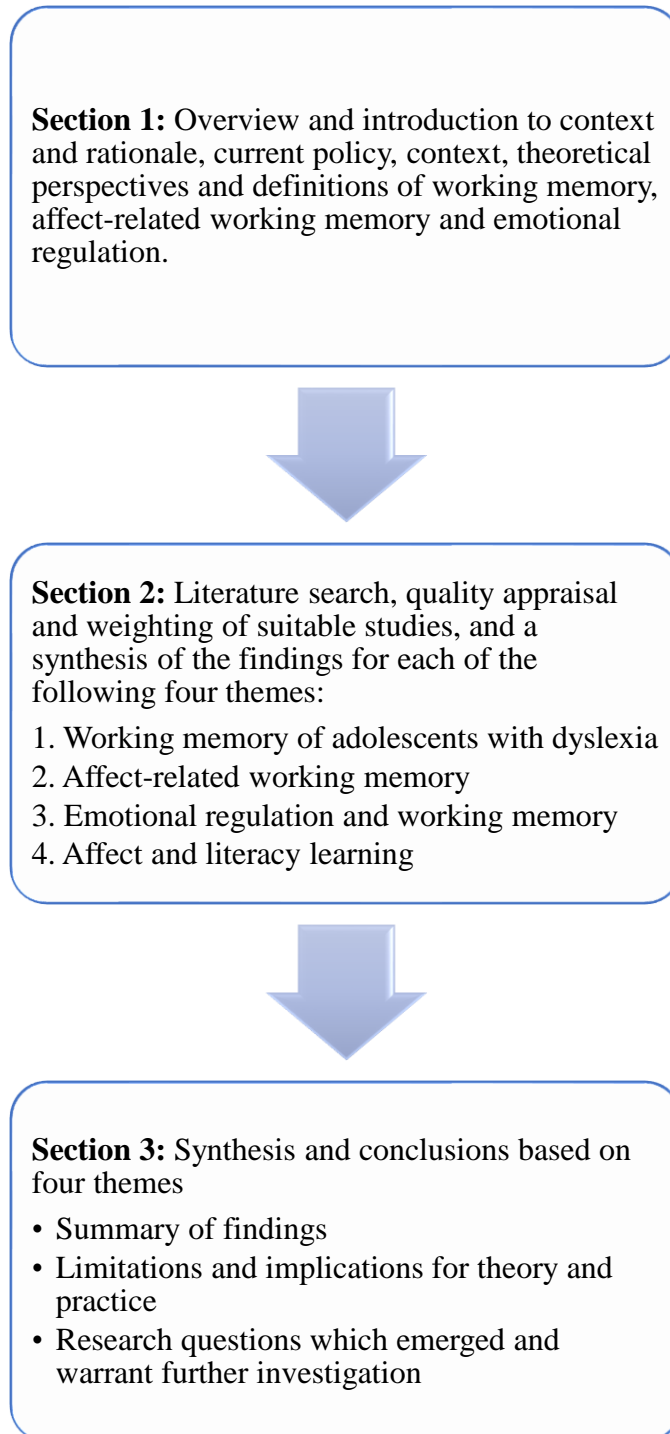 Section 1: Overview and introduction to context
and rationale, current policy, context, theoretical
perspectives and definitions of working memory,
affect-related working memory and emotional
regulation.
Section 2: Literature search, quality appraisal
and weighting of suitable studies, and a
synthesis of the findings for each of the
following four themes:
1. Working memory of adolescents with dyslexia
2. Affect-related working memory
3. Emotional regulation and working memory
4. Affect and literacy learning
Section 3: Synthesis and conclusions based on
four themes
• Summary of findings
• Limitations and implications for theory and
practice
• Research questions which emerged and
warrant further investigation